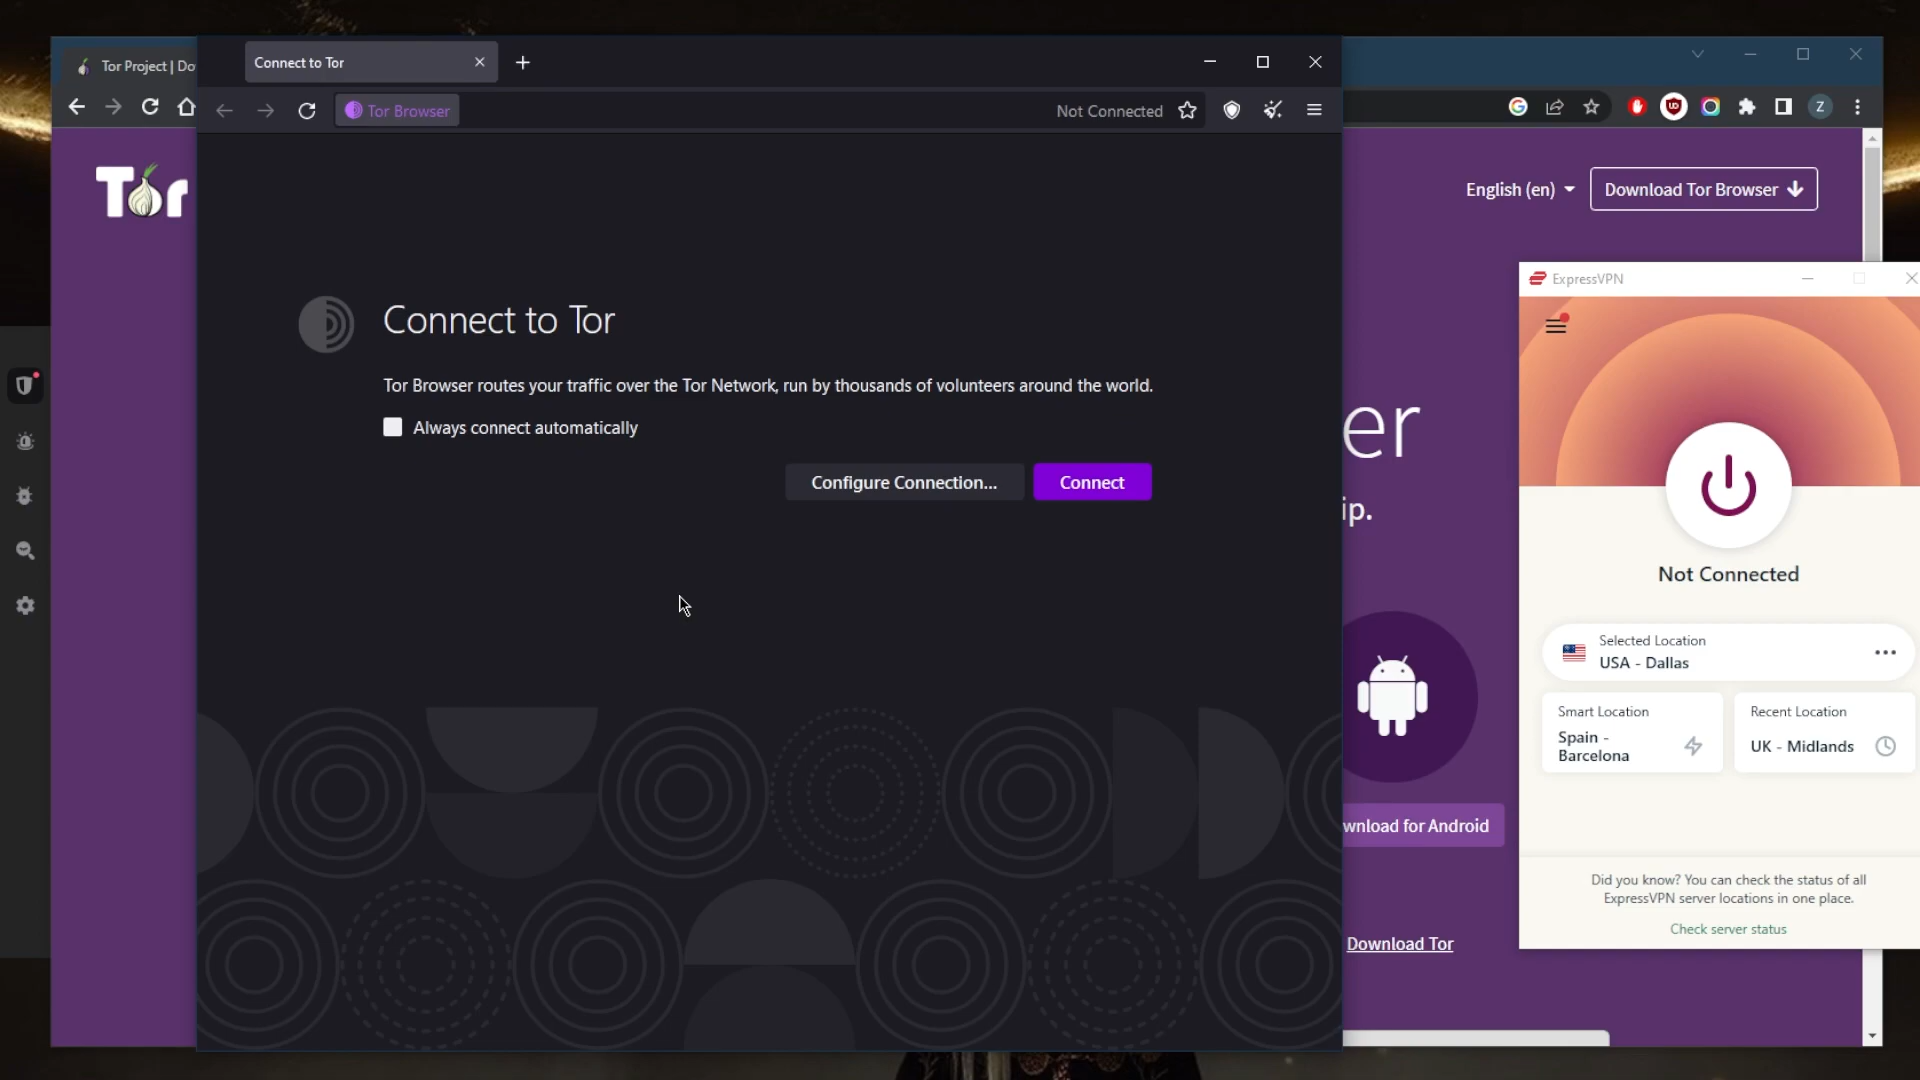 Tor Project | Do
Connect to Tor
Tor Browser
Not Connected
Z
Tor
English (en)
Download Tor Browser
Connect to Tor
Tor Browser routes your traffic over the Tor Network, run by thousands of volunteers around the world.
Always connect automatically
Configure Connection...
Connect
er
ip.
wnload for Android
Download Tor
ExpressVPN
Not Connected
Selected Location
USA - Dallas
Smart Location
Spain -
Barcelona
Recent Location
UK - Midlands
Did you know? You can check the status of all
ExpressVPN server locations in one place.
Check server status